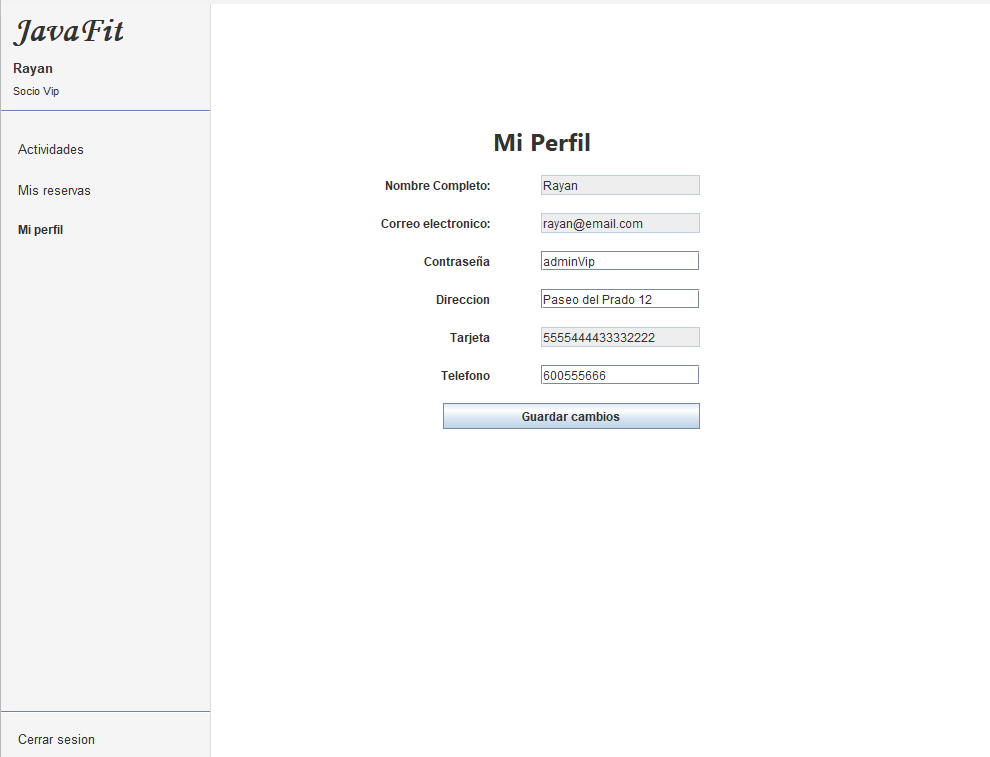 JavaFit
Rayan
Socio Vip
Actividades
Mis reservas
Mi perfil
Cerrar sesion
Mi Perfil
Nombre Completo: Rayan
Correo electronico: rayan@email.com
Contraseña adminVip
Direccion Paseo del Prado 12
Tarjeta 5555444433332222
Telefono 600555666
Guardar cambios